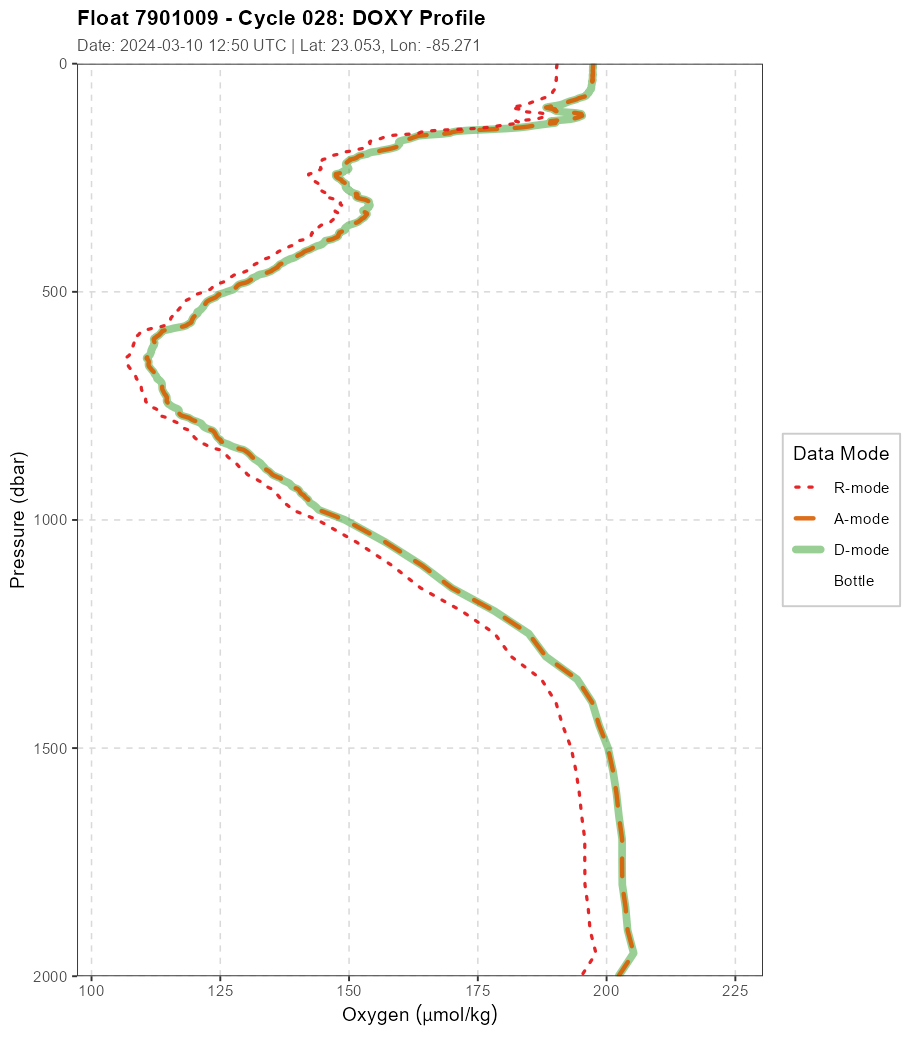 Float 7901009 - Cycle 028: DOXY Profile
Date: 2024-03-10 12:50 UTC | Lat: 23.053, Lon: -85.271
0
500
1000
1500
2000
Pressure (dbar)
100 125 150 175 200 225
Oxygen (μmol/kg)
Data Mode
R-mode
A-mode
D-mode
Bottle